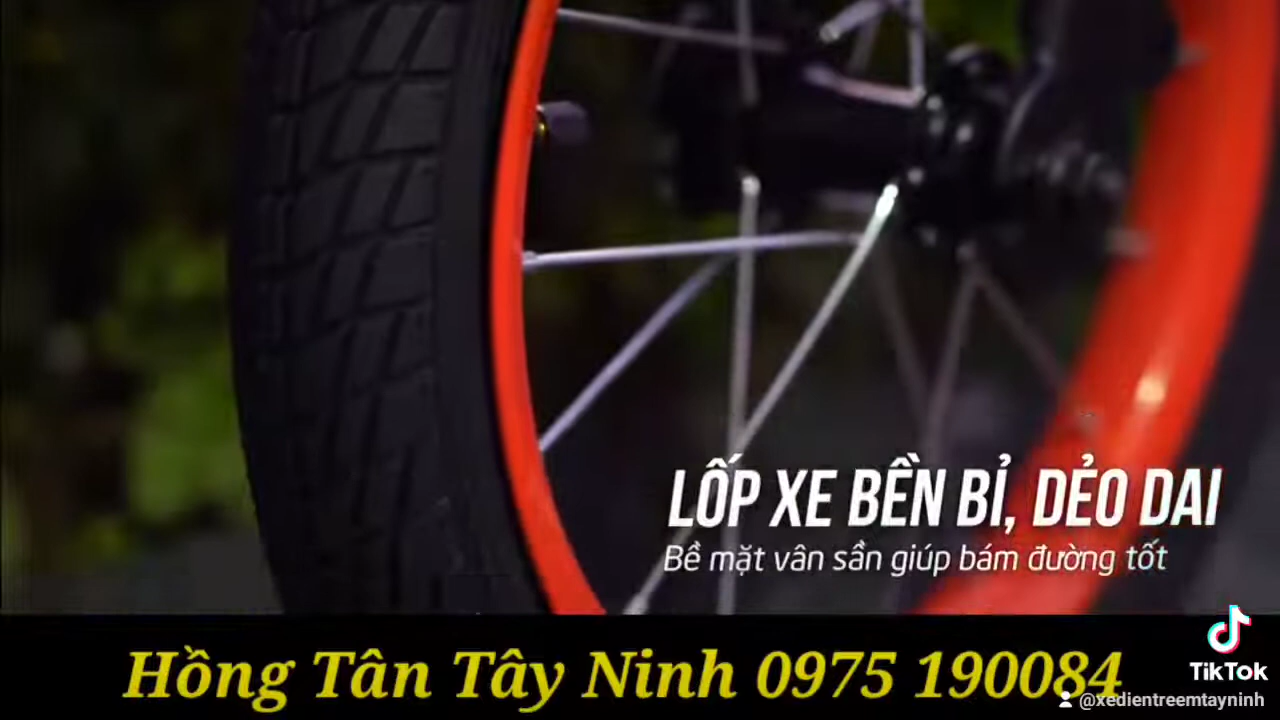 LỐP XE BỀN BỈ, DẺO DAI
Bề mặt vân sần giúp bám đường tốt
Hồng Tân Tây Ninh 0975 190084
TikTok
@xedientreemtayninh